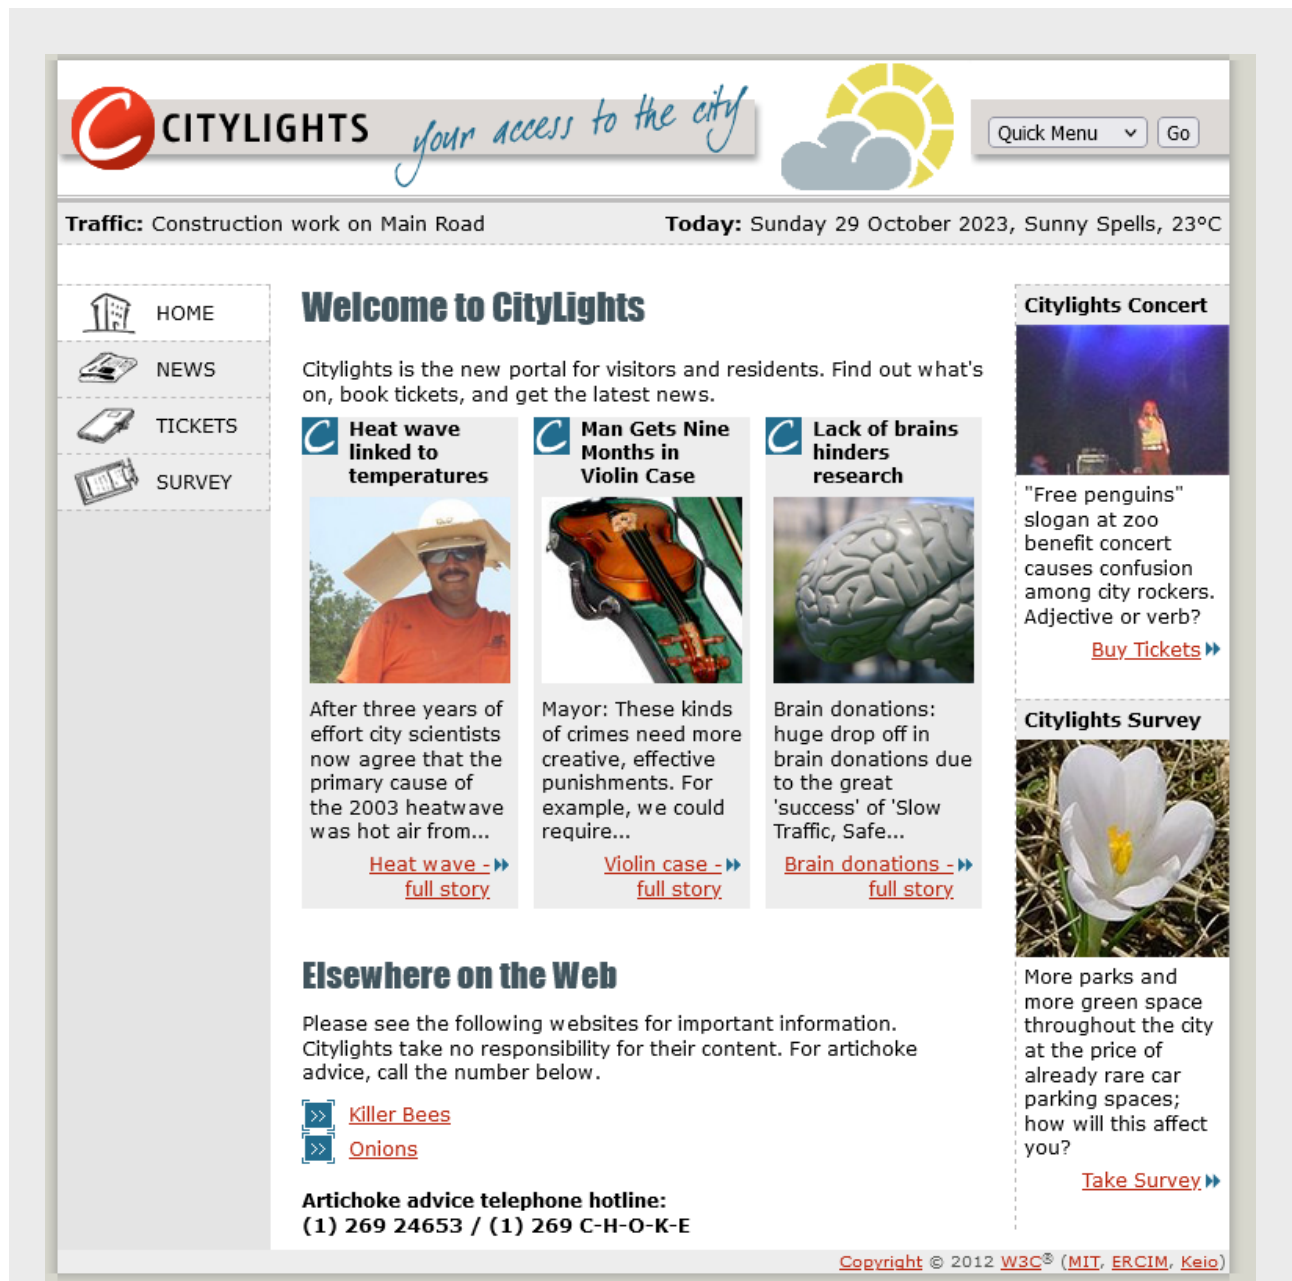 CITYLIGHTS
your access to the city
Quick Menu
Go
Traffic: Construction work on Main Road
Today: Sunday 29 October 2023, Sunny Spells, 23°C
HOME
NEWS
TICKETS
SURVEY
Welcome to CityLights
Citylights is the new portal for visitors and residents. Find out what's
on, book tickets, and get the latest news.
Heat wave
linked to
temperatures
After three years of
effort city scientists
now agree that the
primary cause of
the 2003 heatwave
was hot air from...
Heat wave -
full story
Man Gets Nine
Months in
Violin Case
Mayor: These kinds
of crimes need more
creative, effective
punishments. For
example, we could
require...
Violin case -
full story
Lack of brains
hinders
research
Brain donations:
huge drop off in
brain donations due
to the great
'success' of 'Slow
Traffic, Safe...
Brain donations -
full story
Elsewhere on the Web
Please see the following websites for important information.
Citylights take no responsibility for their content. For artichoke
advice, call the number below.
Killer Bees
Onions
Artichoke advice telephone hotline:
(1) 269 24653 / (1) 269 C-H-O-K-E
Citylights Concert
"Free penguins"
slogan at zoo
benefit concert
causes confusion
among city rockers.
Adjective or verb?
Buy Tickets
Citylights Survey
More parks and
more green space
throughout the city
at the price of
already rare car
parking spaces;
how will this affect
you?
Take Survey
Copyright © 2012 W3C® (MIT, ERCIM, Keio)